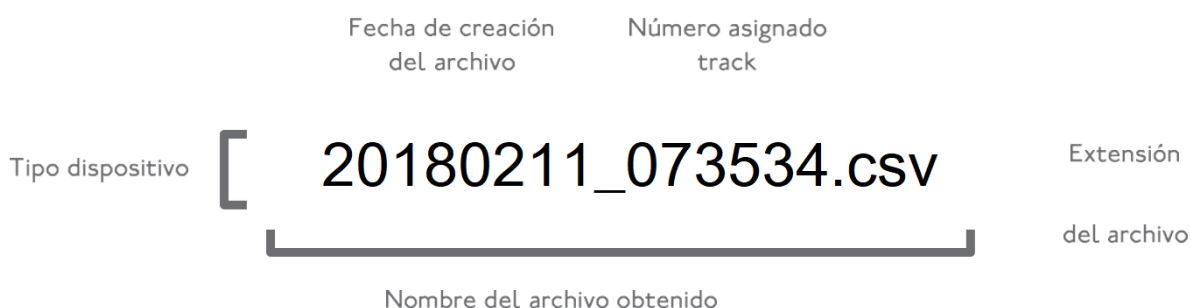 Fecha de creación
del archivo
Número asignado
track
Tipo dispositivo
20180211_073534.csv
Extensión
del archivo
Nombre del archivo obtenido